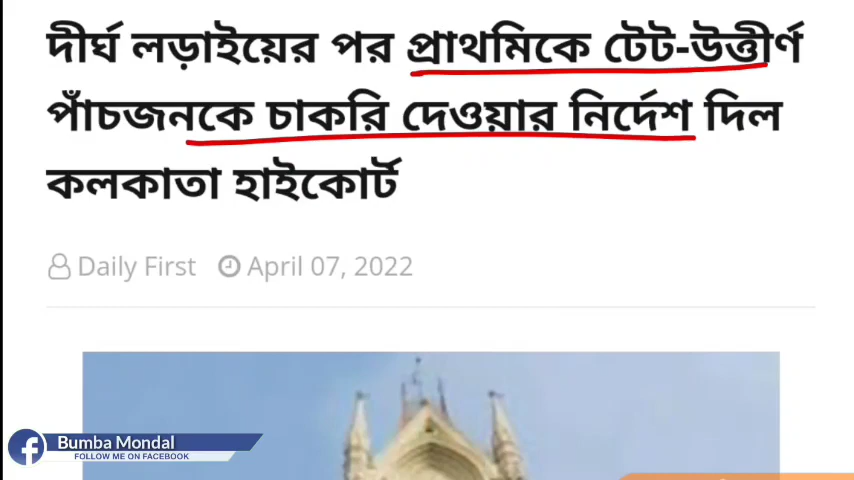 দীর্ঘ লড়াইয়ের পর প্রাথমিকে টেট-উত্তীর্ণ
পাঁচজনকে চাকরি দেওয়ার নির্দেশ দিল
কলকাতা হাইকোর্ট
Daily First April 07, 2022
Bumba Mondal
FOLLOW ME ON FACEBOOK